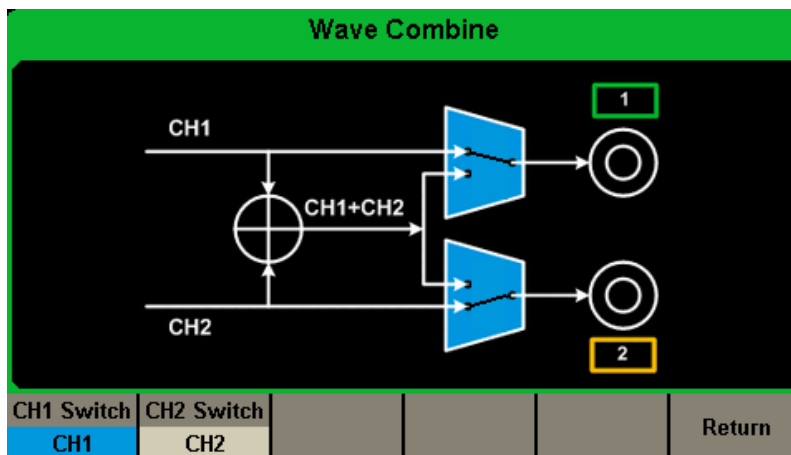 Wave Combine
1
CH1
CH1+CH2
CH2
2
CH1 Switch
CH2 Switch
CH1
CH2
Return